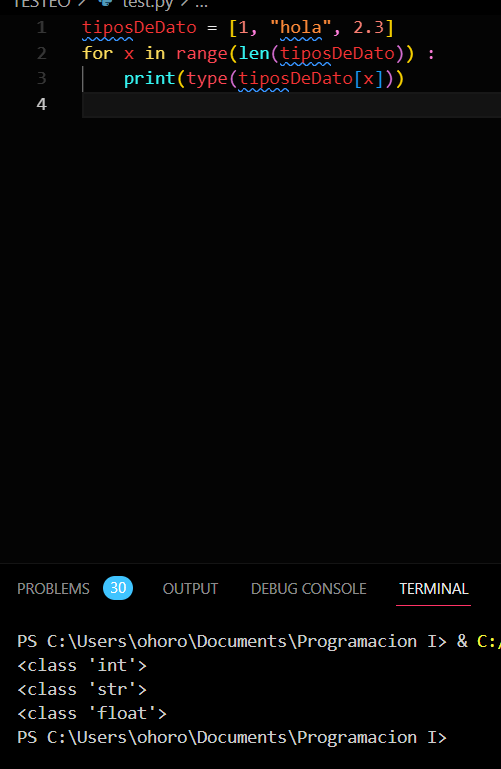 TESTEO > test.py > ...
1 tiposDeDato = [1, "hola", 2.3]
2 for x in range(len(tiposDeDato)) :
3     print(type(tiposDeDato[x]))
4
PROBLEMS 30 OUTPUT DEBUG CONSOLE TERMINAL
PS C:\Users\ohoro\Documents\Programacion I> & C:/
<class 'int'>
<class 'str'>
<class 'float'>
PS C:\Users\ohoro\Documents\Programacion I>